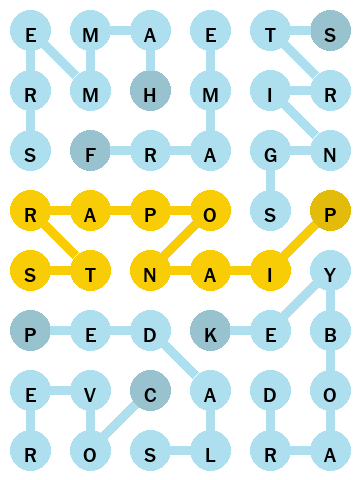 E M A E T S
R M H M I R
S F R A G N
R A P O S P
S T N A I Y
P E D K E B
E V C A D O
R O S L R A